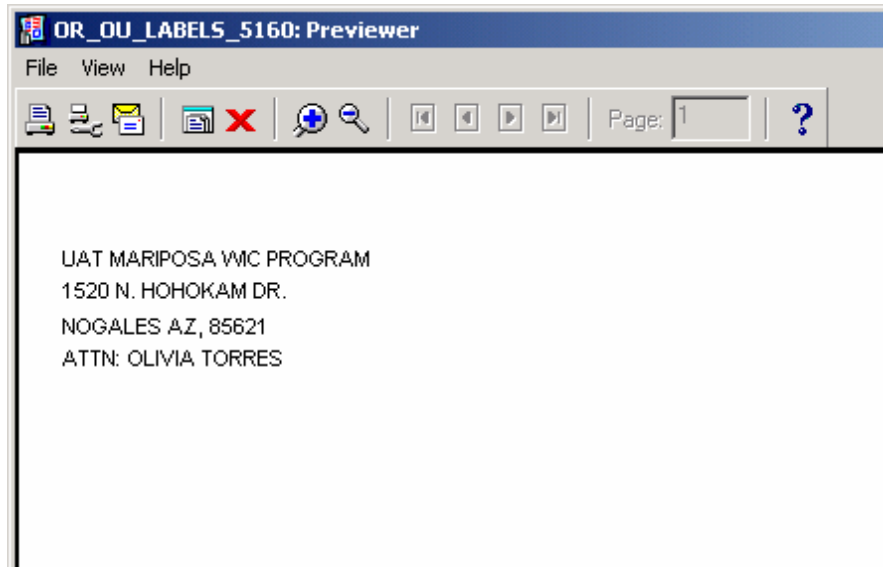 OR_OU_LABELS_5160: Previewer
File View Help
Page: 1
?
UAT MARIPOSA WIC PROGRAM
1520 N. HOHOKAM DR.
NOGALES AZ, 85621
ATTN: OLIVIA TORRES